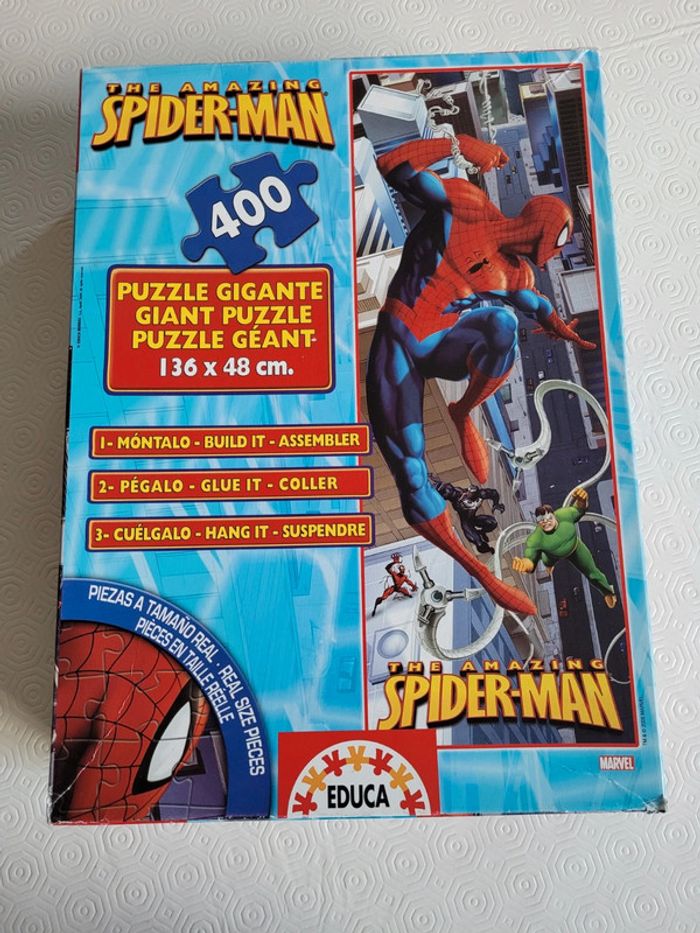 THE AMAZING
SPIDER-MAN
400
PUZZLE GIGANTE
GIANT PUZZLE
PUZZLE GÉANT
136 x 48 cm.
1- MÓNTALO - BUILD IT - ASSEMBLER
2- PÉGALO - GLUE IT - COLLER
3- CUÉLGALO - HANG IT - SUSPENDRE
PIEZAS A TAMAÑO REAL - REAL SIZE PIECES
PIÈCES EN TAILLE RÉELLE
THE AMAZING
SPIDER-MAN
MARVEL
EDUCA